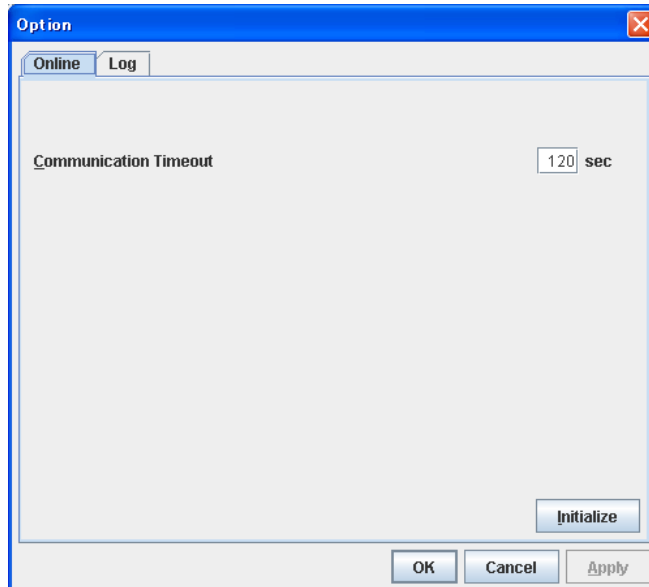 Option
Online Log
Communication Timeout 120 sec
Initialize
OK Cancel Apply